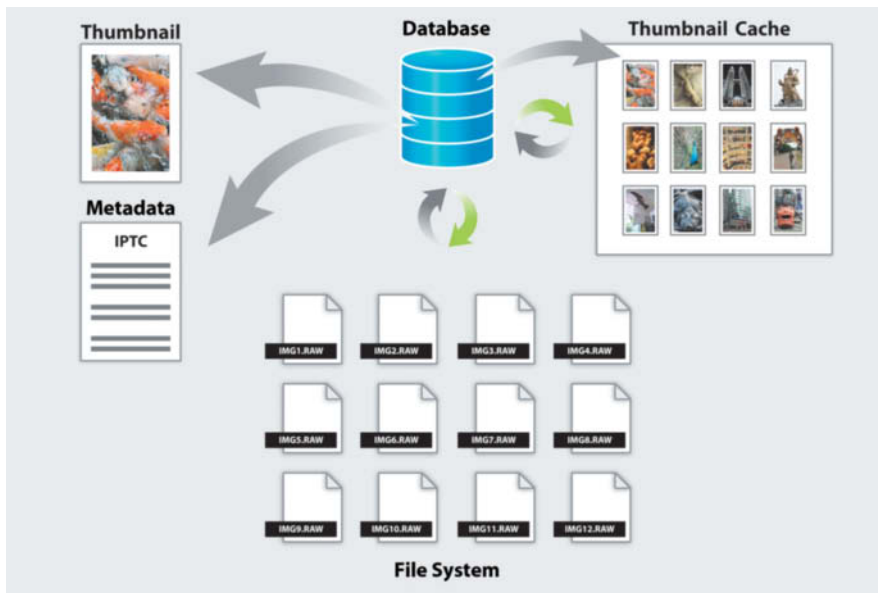 Thumbnail
Database
Thumbnail Cache
Metadata
IPTC
IMG1.RAW
IMG2.RAW
IMG3.RAW
IMG4.RAW
IMG5.RAW
IMG6.RAW
IMG7.RAW
IMG8.RAW
IMG9.RAW
IMG10.RAW
IMG11.RAW
IMG12.RAW
File System